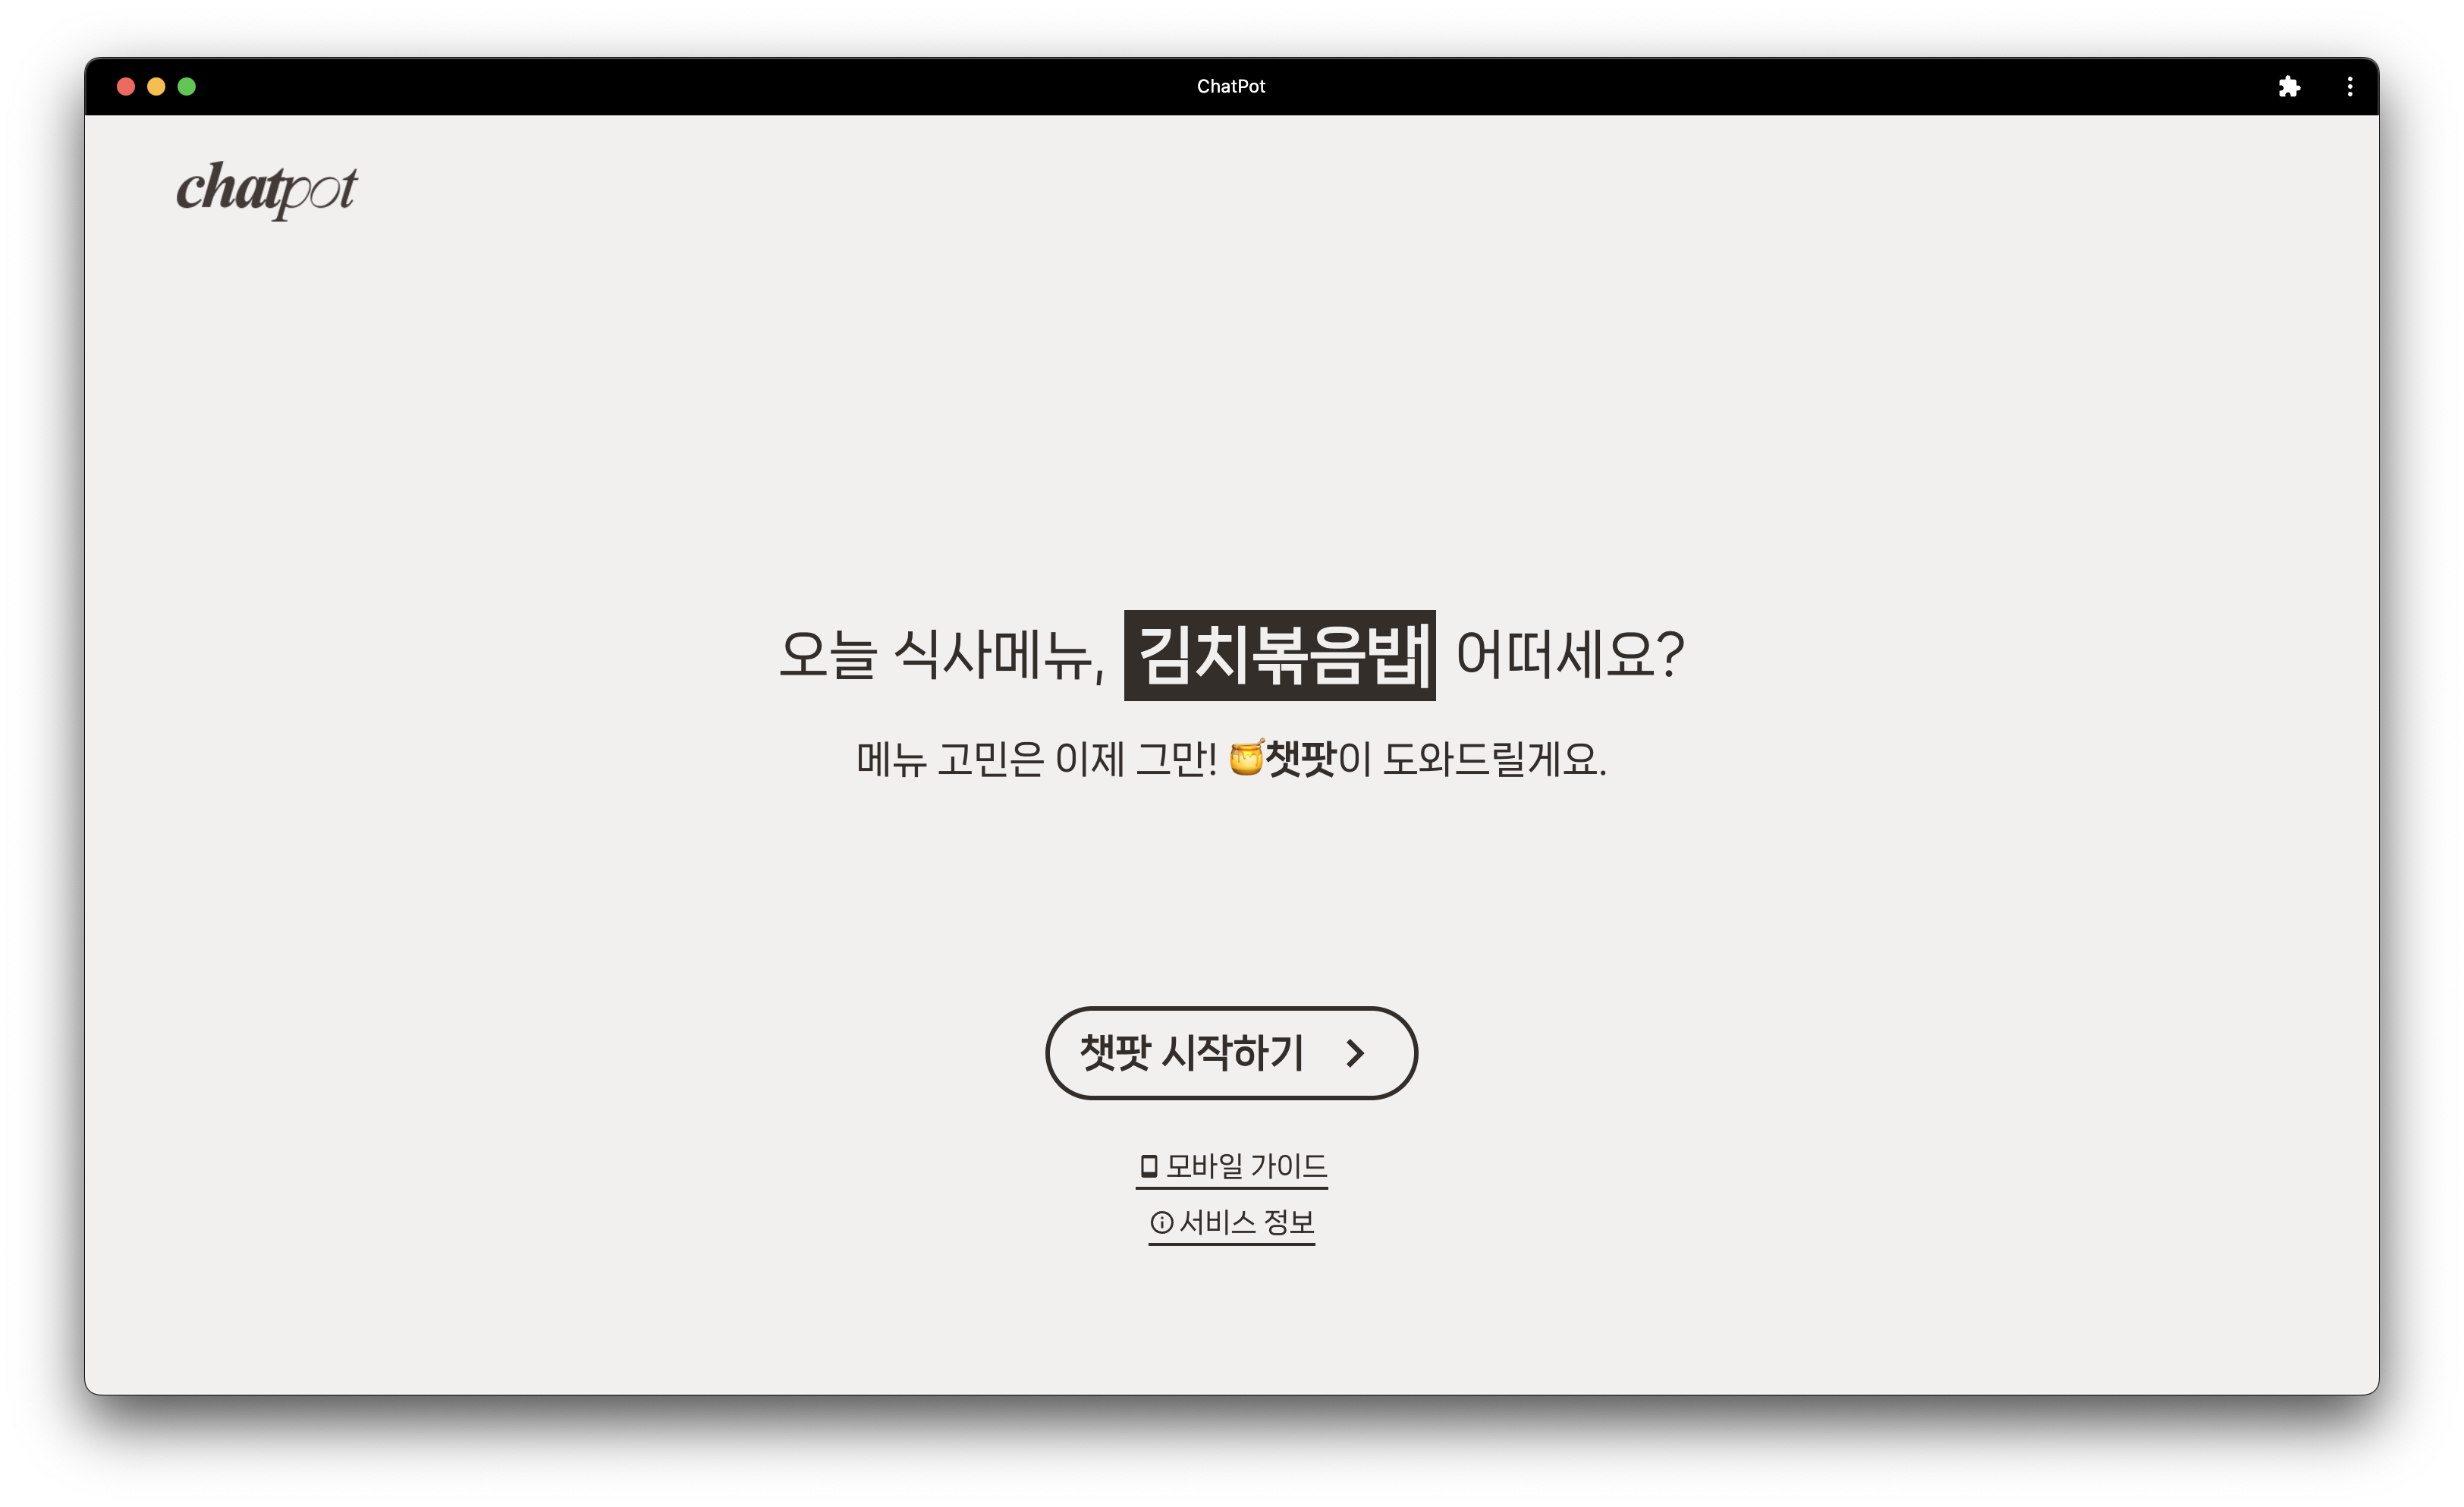 ChatPot
chatpot
오늘 식사메뉴, 김치볶음밥 어떠세요?
메뉴 고민은 이제 그만! 🍯챗팟이 도와드릴게요.
챗팟 시작하기
모바일 가이드
서비스 정보